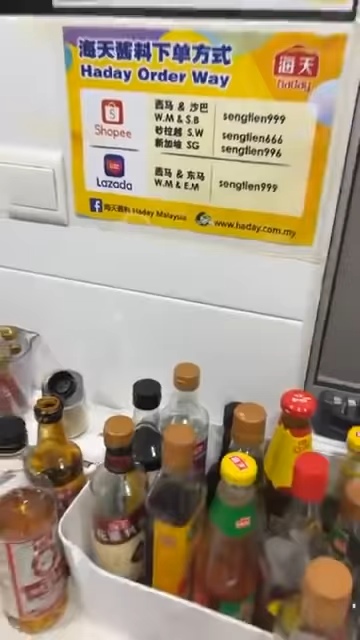 海天酱料下单方式
Haday Order Way
海天
haday
Shopee
西马 & 沙巴
W.M & S.B
sengtien999
砂拉越 S.W
sengtien666
新加坡 SG
sengtien996
Lazada
西马 & 东马
W.M & E.M
sengtien999
海天酱料 Haday Malaysia
www.haday.com.my